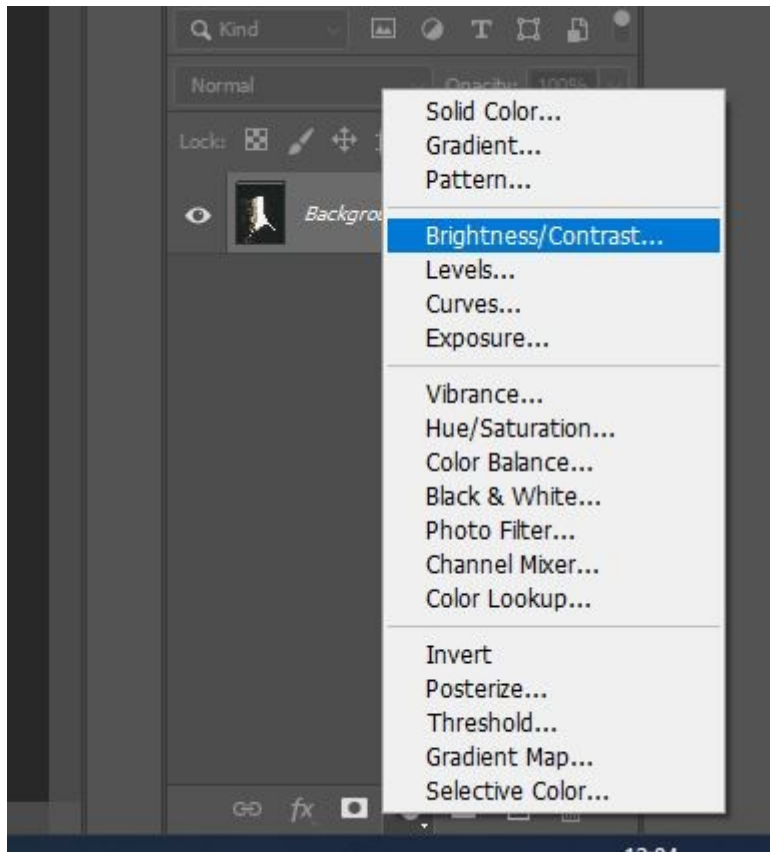 Kind
Normal
Opacity: 100%
Lock:
Backgrou
Solid Color...
Gradient...
Pattern...
Brightness/Contrast...
Levels...
Curves...
Exposure...
Vibrance...
Hue/Saturation...
Color Balance...
Black & White...
Photo Filter...
Channel Mixer...
Color Lookup...
Invert
Posterize...
Threshold...
Gradient Map...
Selective Color...
fx